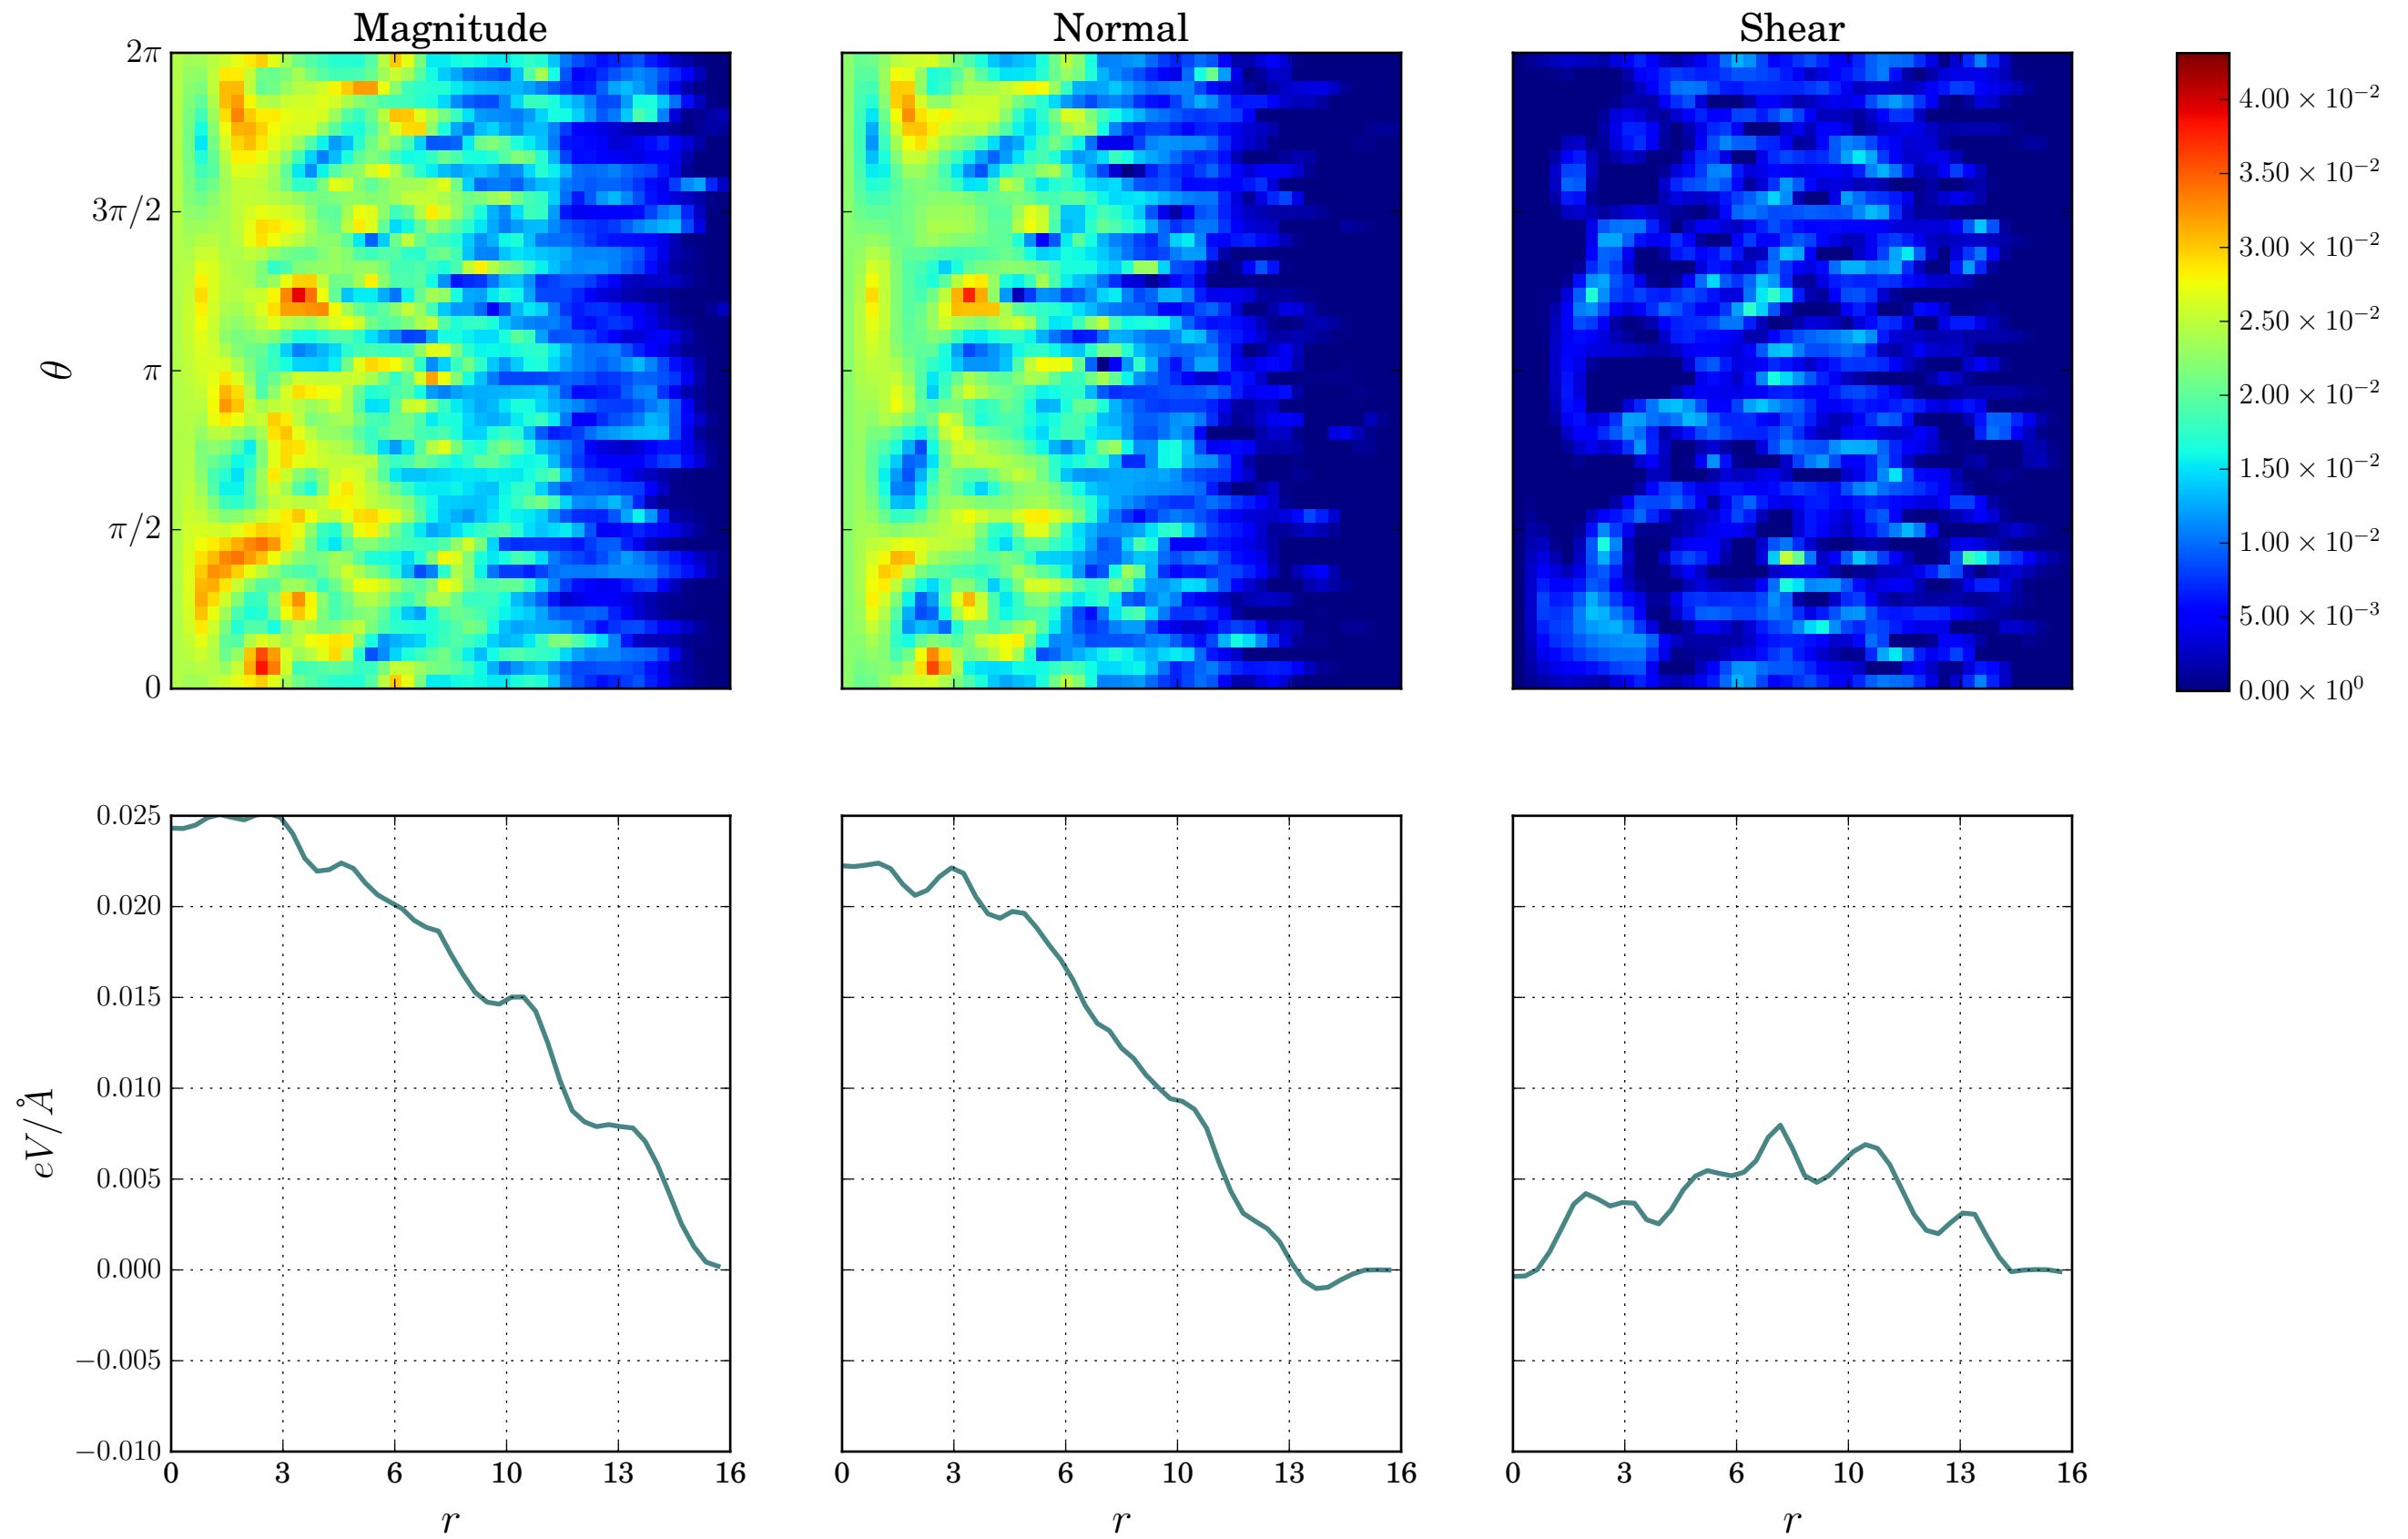 Magnitude Normal Shear
2π
3π/2
π
π/2
0
θ
4.00 × 10⁻²
3.50 × 10⁻²
3.00 × 10⁻²
2.50 × 10⁻²
2.00 × 10⁻²
1.50 × 10⁻²
1.00 × 10⁻²
5.00 × 10⁻³
0.00 × 10⁰
0.025
0.020
0.015
0.010
0.005
0.000
−0.005
−0.010
eV/Å
0 3 6 10 13 16 0 3 6 10 13 16 0 3 6 10 13 16
r r r